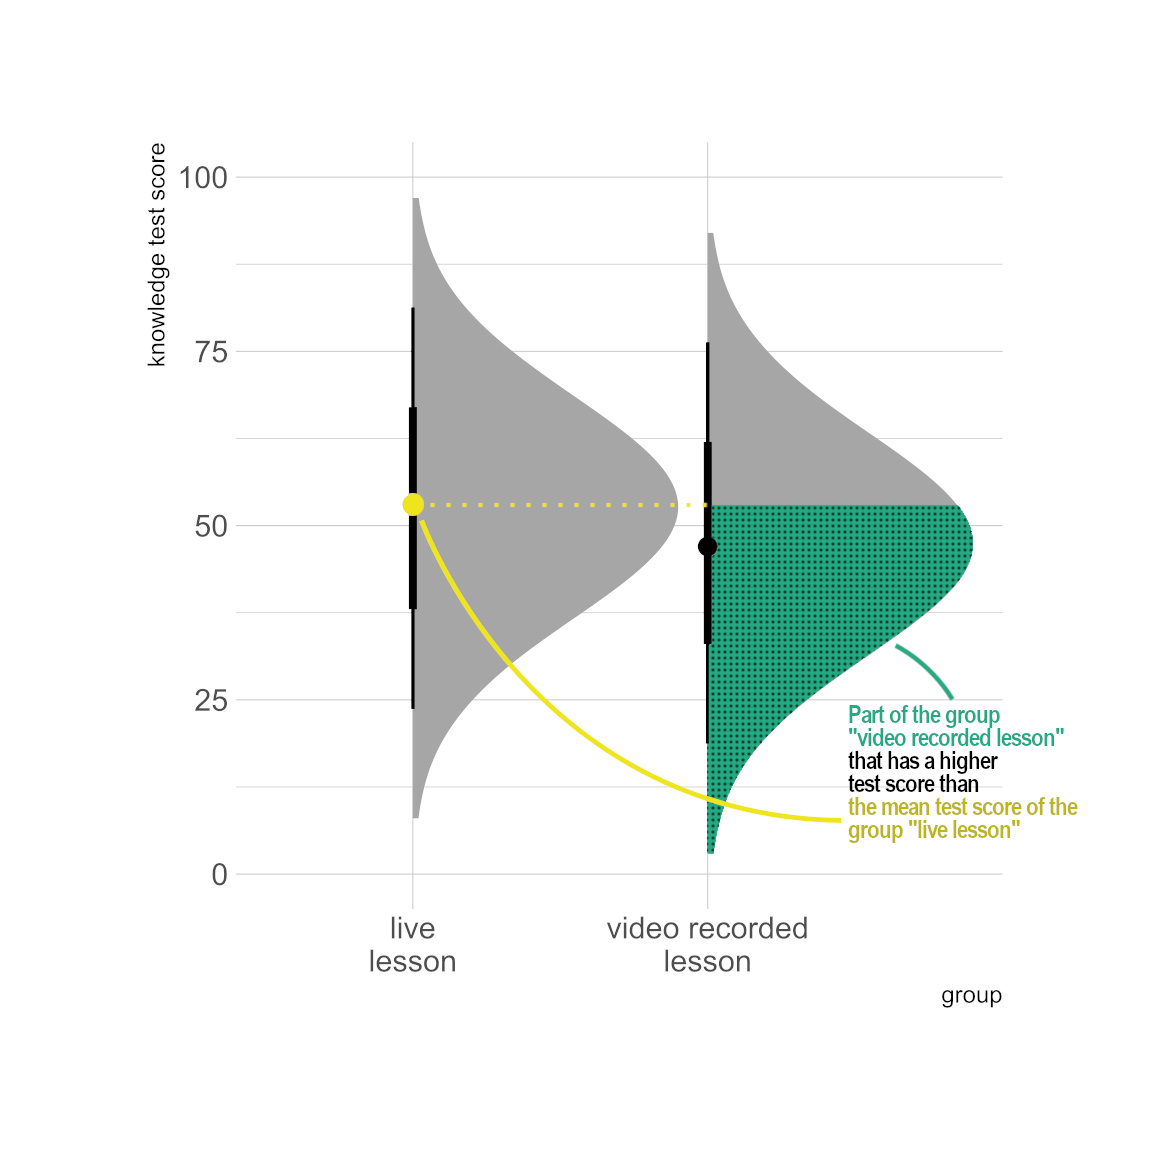 knowledge test score
100
75
50
25
0
Part of the group
"video recorded lesson"
that has a higher
test score than
the mean test score of the
group "live lesson"
live
lesson
video recorded
lesson
group